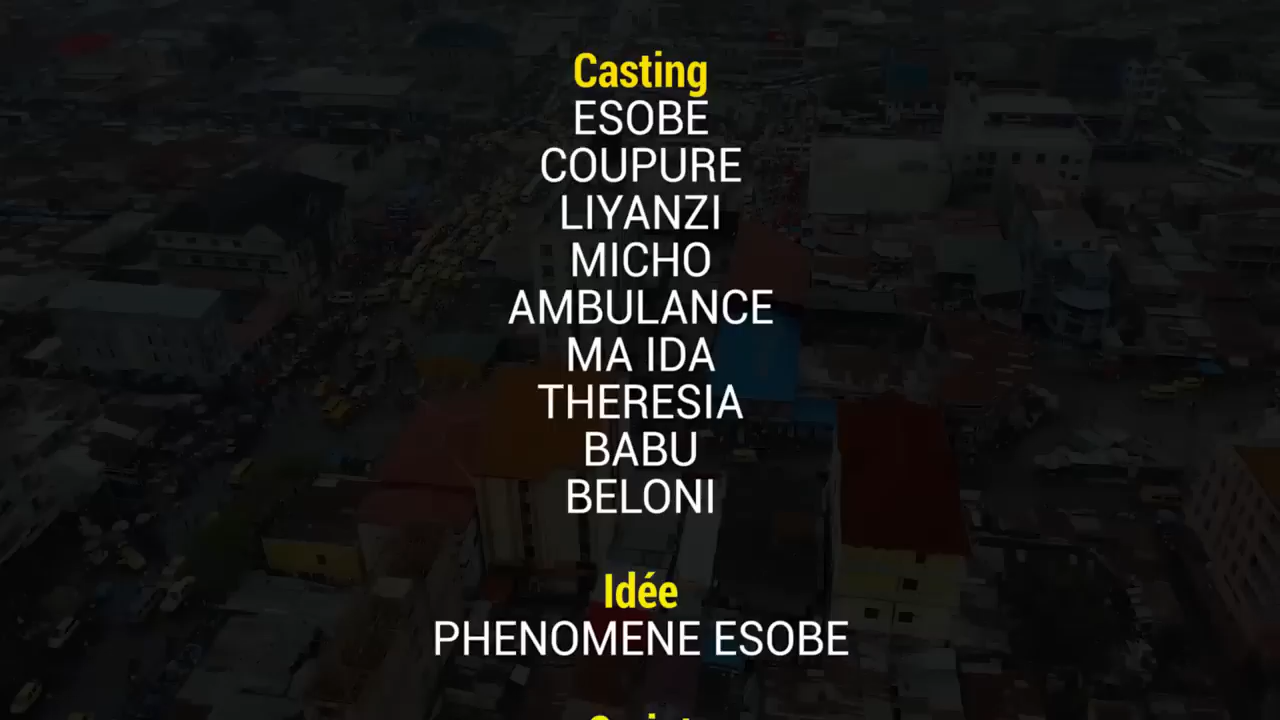 Casting
ESOBE
COUPURE
LIYANZI
MICHO
AMBULANCE
MA IDA
THERESIA
BABU
BELONI
Idée
PHENOMENE ESOBE